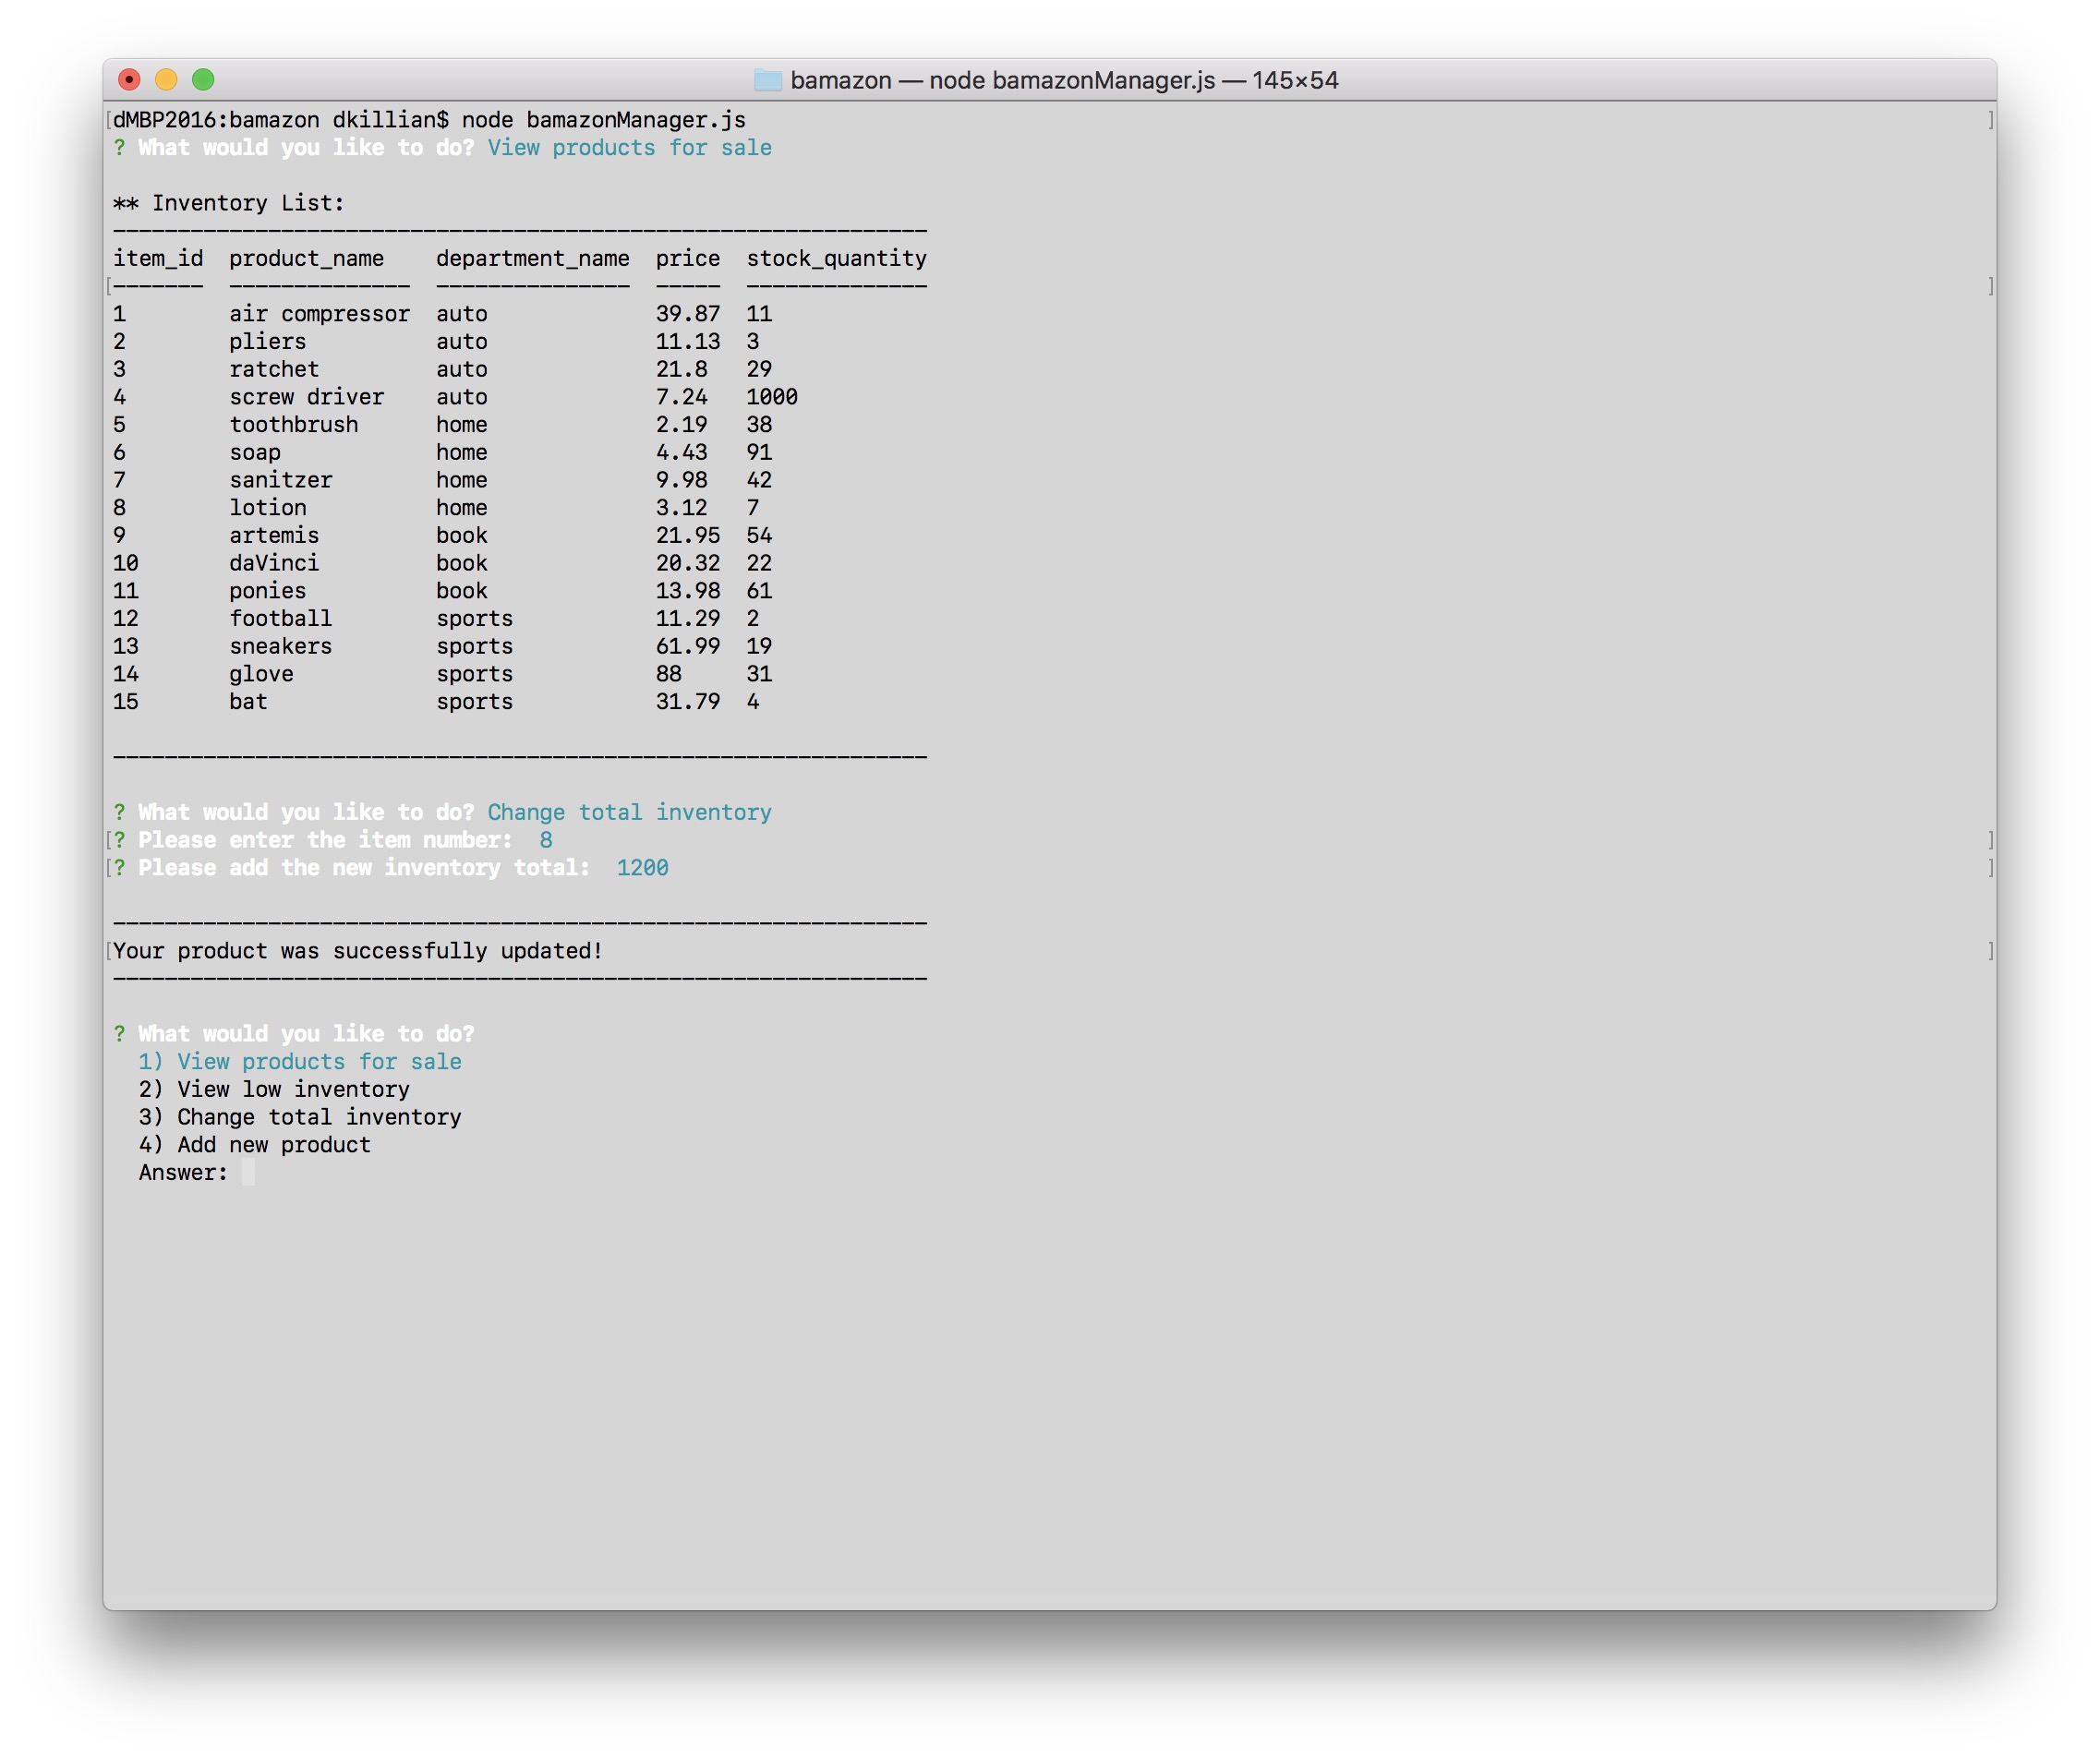 bamazon — node bamazonManager.js — 145×54
[dMBP2016:bamazon dkillian$ node bamazonManager.js ]
? What would you like to do? View products for sale
** Inventory List:
---------------------------------------------------------------
item_id  product_name    department_name  price  stock_quantity
[-------  --------------  ---------------  -----  -------------- ]
1        air compressor  auto             39.87  11
2        pliers          auto             11.13  3
3        ratchet         auto             21.8   29
4        screw driver    auto             7.24   1000
5        toothbrush      home             2.19   38
6        soap            home             4.43   91
7        sanitzer        home             9.98   42
8        lotion          home             3.12   7
9        artemis         book             21.95  54
10       daVinci         book             20.32  22
11       ponies          book             13.98  61
12       football        sports           11.29  2
13       sneakers        sports           61.99  19
14       glove           sports           88     31
15       bat             sports           31.79  4
---------------------------------------------------------------
? What would you like to do? Change total inventory
[? Please enter the item number:  8 ]
[? Please add the new inventory total:  1200 ]
---------------------------------------------------------------
[Your product was successfully updated! ]
---------------------------------------------------------------
? What would you like to do?
1) View products for sale
2) View low inventory
3) Change total inventory
4) Add new product
Answer: